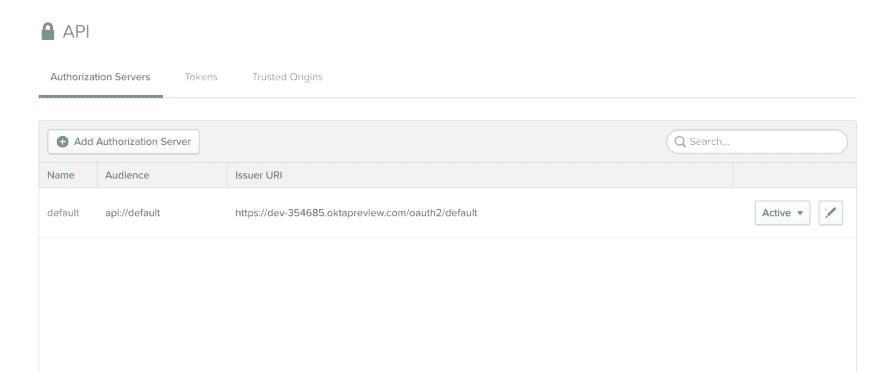 API
Authorization Servers Tokens Trusted Origins
Add Authorization Server Search...
Name Audience Issuer URI
default api://default https://dev-354685.oktapreview.com/oauth2/default Active